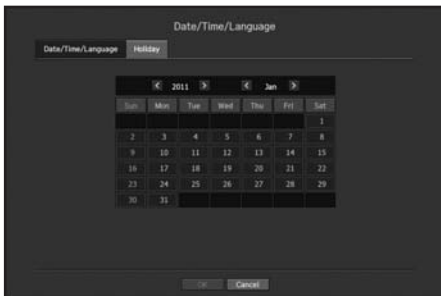 Date/Time/Language
Date/Time/Language Holiday
< 2011 > < Jan >
Sun Mon Tue Wed Thu Fri Sat
1
2 3 4 5 6 7 8
9 10 11 12 13 14 15
16 17 18 19 20 21 22
23 24 25 26 27 28 29
30 31
OK Cancel